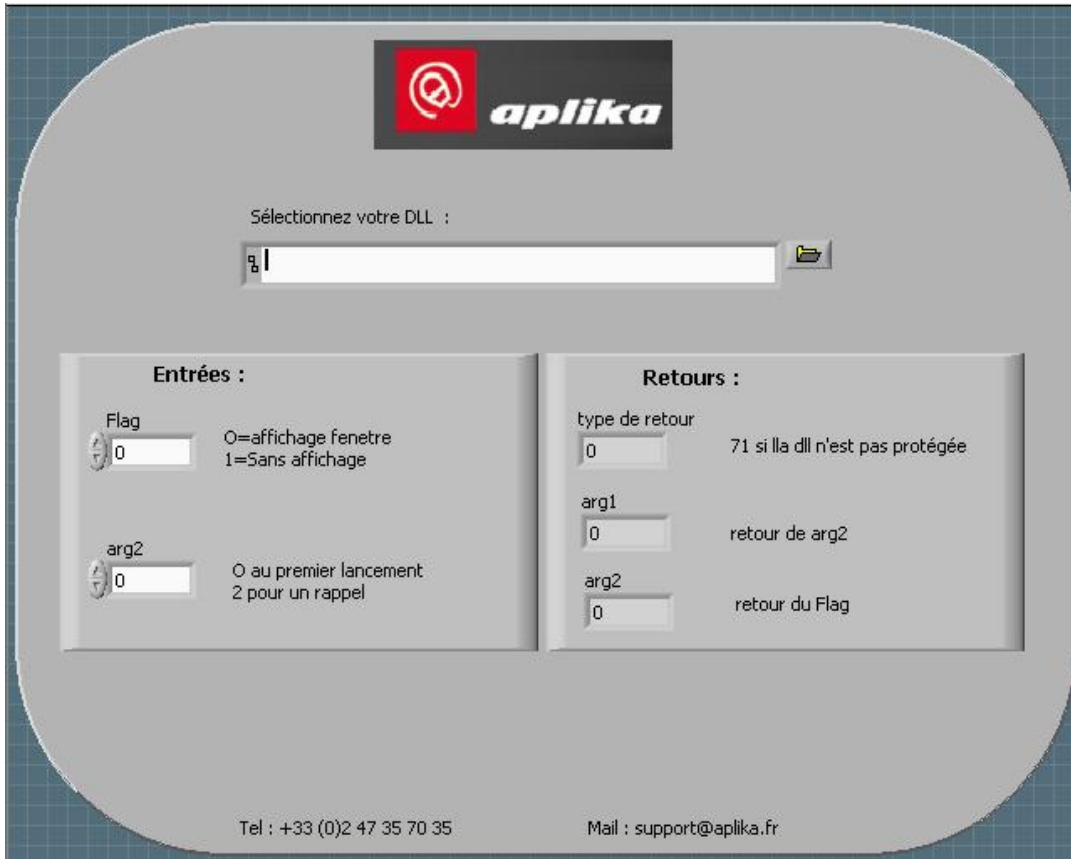 aplika
Sélectionnez votre DLL :
Entrées :
Flag
0
O=affichage fenetre
1=Sans affichage
arg2
0
O au premier lancement
2 pour un rappel
Retours :
type de retour
0
71 si lla dll n'est pas protégée
arg1
0
retour de arg2
arg2
0
retour du Flag
Tel : +33 (0)2 47 35 70 35
Mail : support@aplika.fr